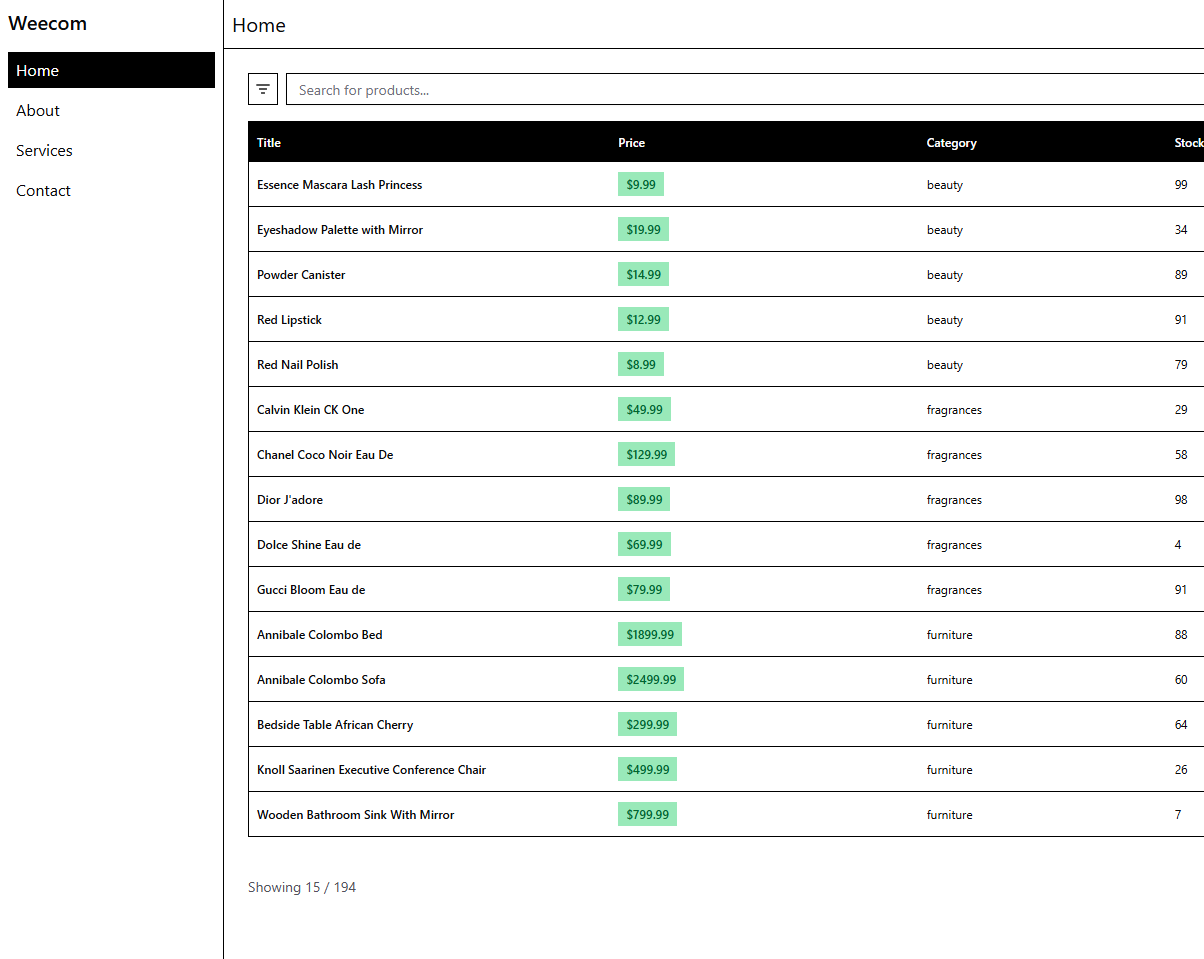 Weecom
Home
About
Services
Contact
Home
Search for products...
Title Price Category Stock
Essence Mascara Lash Princess $9.99 beauty 99
Eyeshadow Palette with Mirror $19.99 beauty 34
Powder Canister $14.99 beauty 89
Red Lipstick $12.99 beauty 91
Red Nail Polish $8.99 beauty 79
Calvin Klein CK One $49.99 fragrances 29
Chanel Coco Noir Eau De $129.99 fragrances 58
Dior J'adore $89.99 fragrances 98
Dolce Shine Eau de $69.99 fragrances 4
Gucci Bloom Eau de $79.99 fragrances 91
Annibale Colombo Bed $1899.99 furniture 88
Annibale Colombo Sofa $2499.99 furniture 60
Bedside Table African Cherry $299.99 furniture 64
Knoll Saarinen Executive Conference Chair $499.99 furniture 26
Wooden Bathroom Sink With Mirror $799.99 furniture 7
Showing 15 / 194